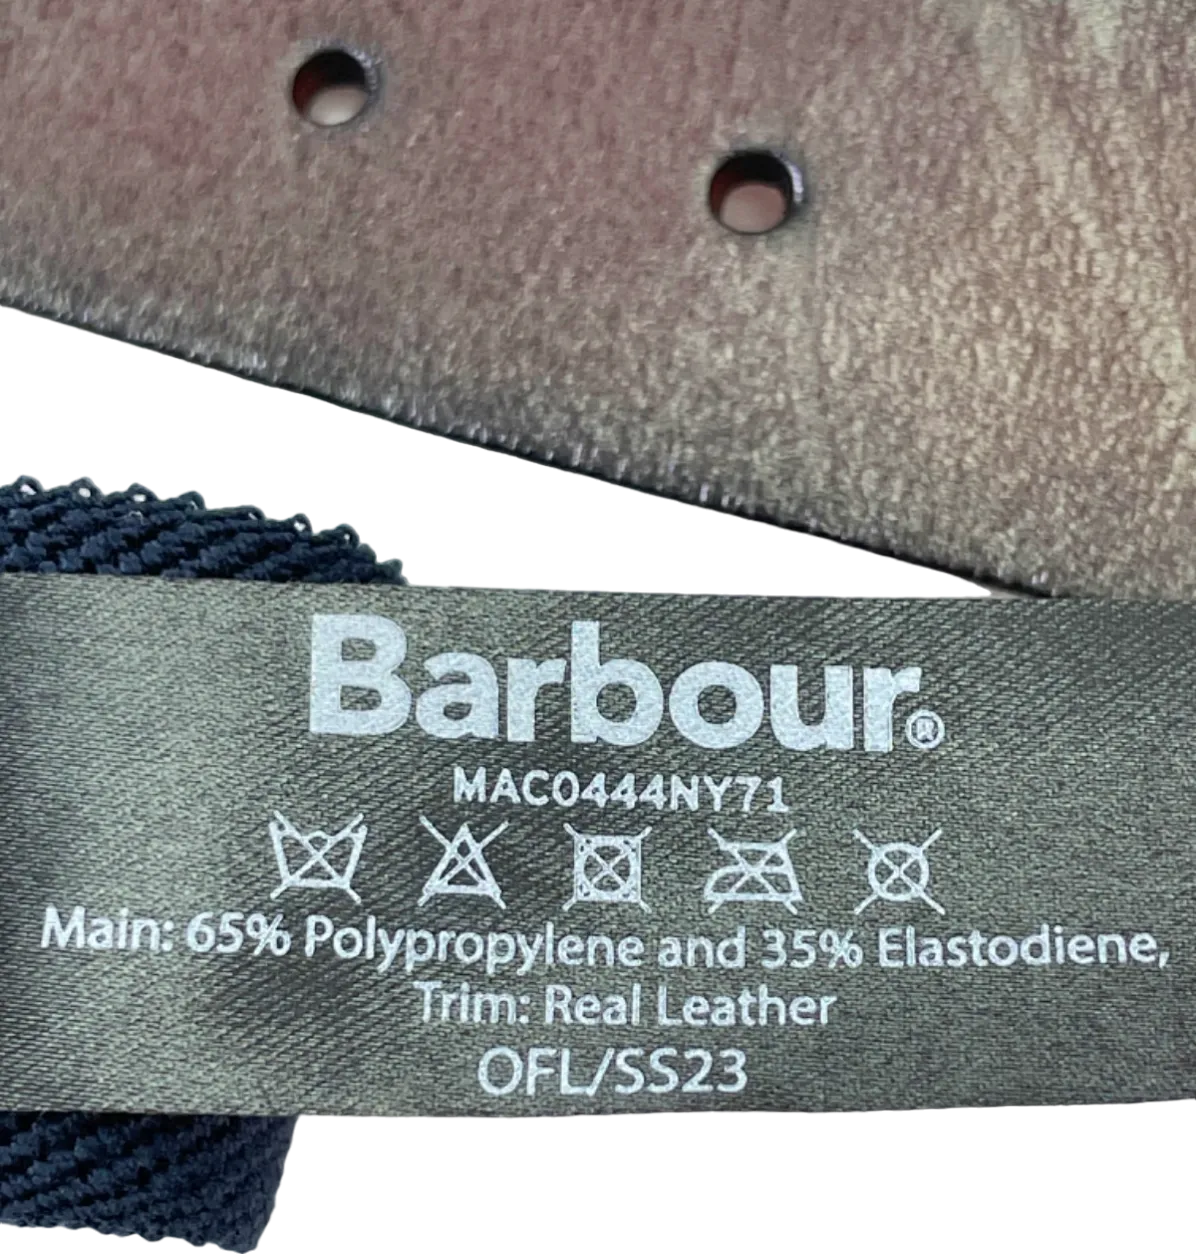 Barbour®
MAC0444NY71
Main: 65% Polypropylene and 35% Elastodiene,
Trim: Real Leather
OFL/SS23